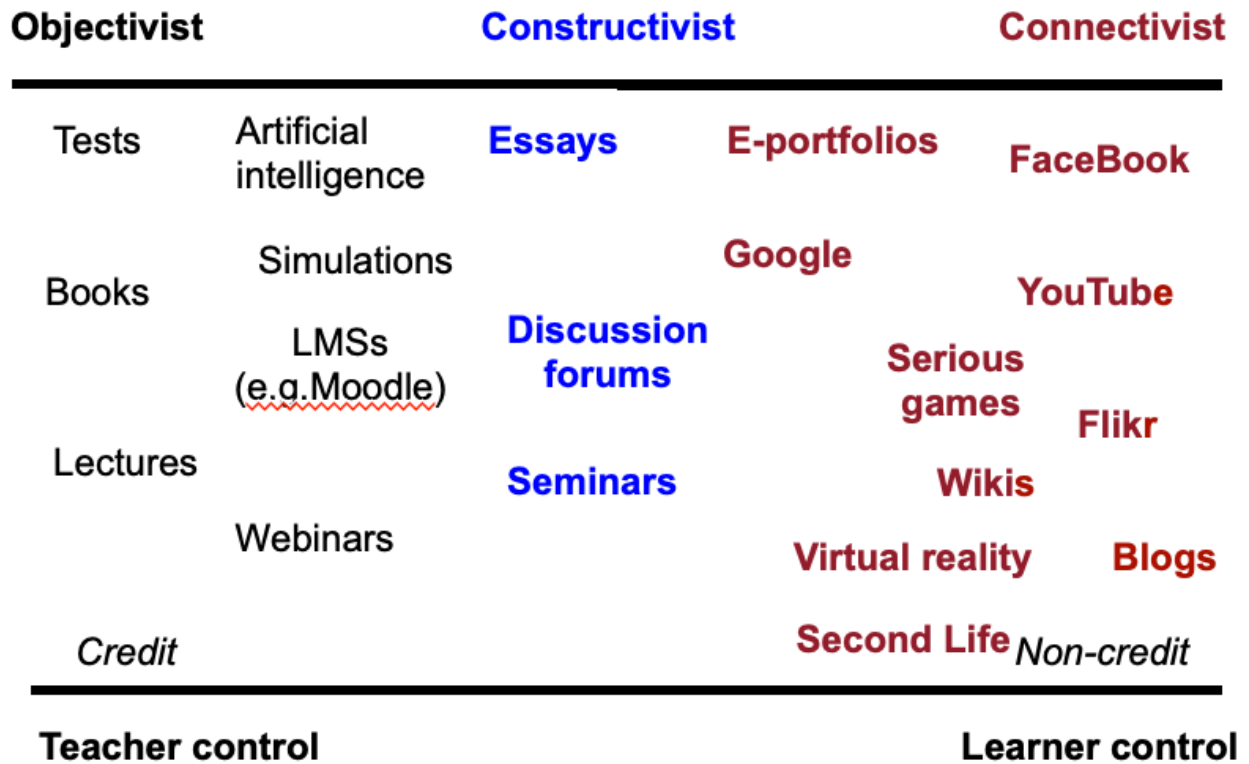 Objectivist Constructivist Connectivist
Tests Artificial intelligence Essays E-portfolios FaceBook
Simulations Google
Books YouTube
LMSs (e.g.Moodle) Discussion forums Serious games
Flikr
Lectures Seminars Wikis
Webinars Virtual reality Blogs
Credit Second Life Non-credit
Teacher control Learner control